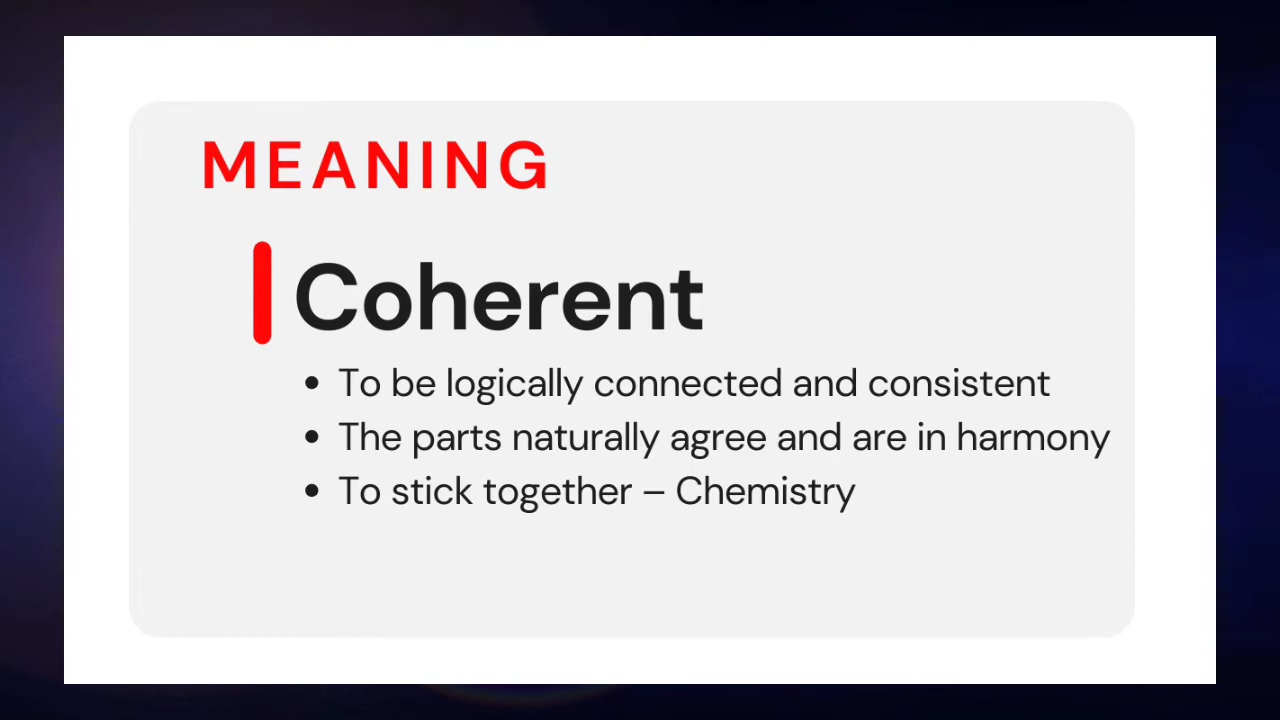 MEANING
Coherent
• To be logically connected and consistent
• The parts naturally agree and are in harmony
• To stick together – Chemistry